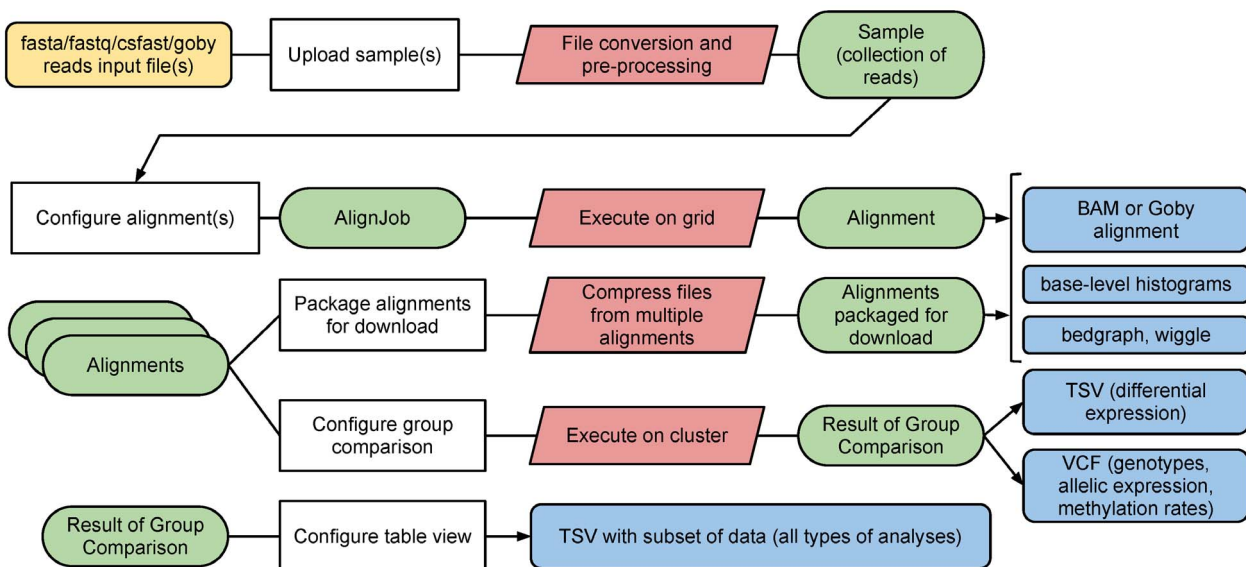 fasta/fastq/csfast/goby
reads input file(s)
Upload sample(s)
File conversion and
pre-processing
Sample
(collection of
reads)
Configure alignment(s)
AlignJob
Execute on grid
Alignment
BAM or Goby
alignment
base-level histograms
bedgraph, wiggle
Alignments
Package alignments
for download
Compress files
from multiple
alignments
Alignments
packaged for
download
Configure group
comparison
Execute on cluster
Result of Group
Comparison
TSV (differential
expression)
VCF (genotypes,
allelic expression,
methylation rates)
Result of Group
Comparison
Configure table view
TSV with subset of data (all types of analyses)